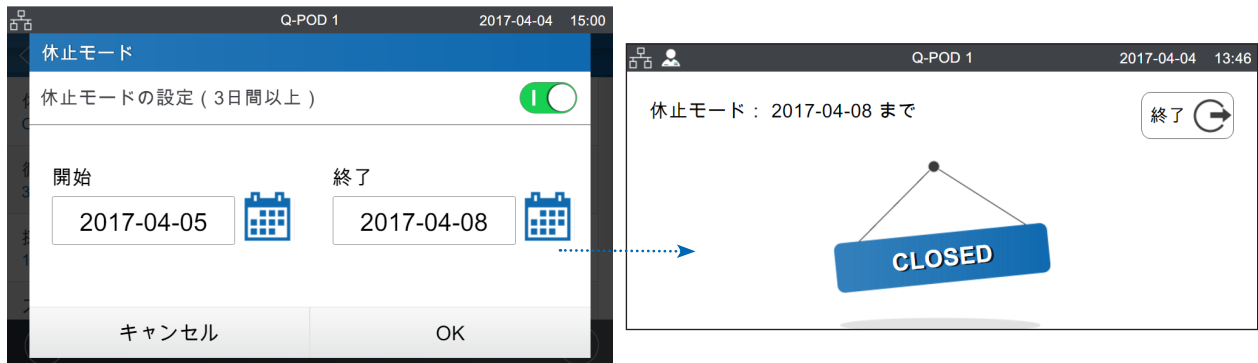 Q-POD 1 2017-04-04 15:00
休止モード
休止モードの設定（3日間以上）
開始 終了
2017-04-05 2017-04-08
キャンセル OK
Q-POD 1 2017-04-04 13:46
休止モード： 2017-04-08 まで
終了
CLOSED